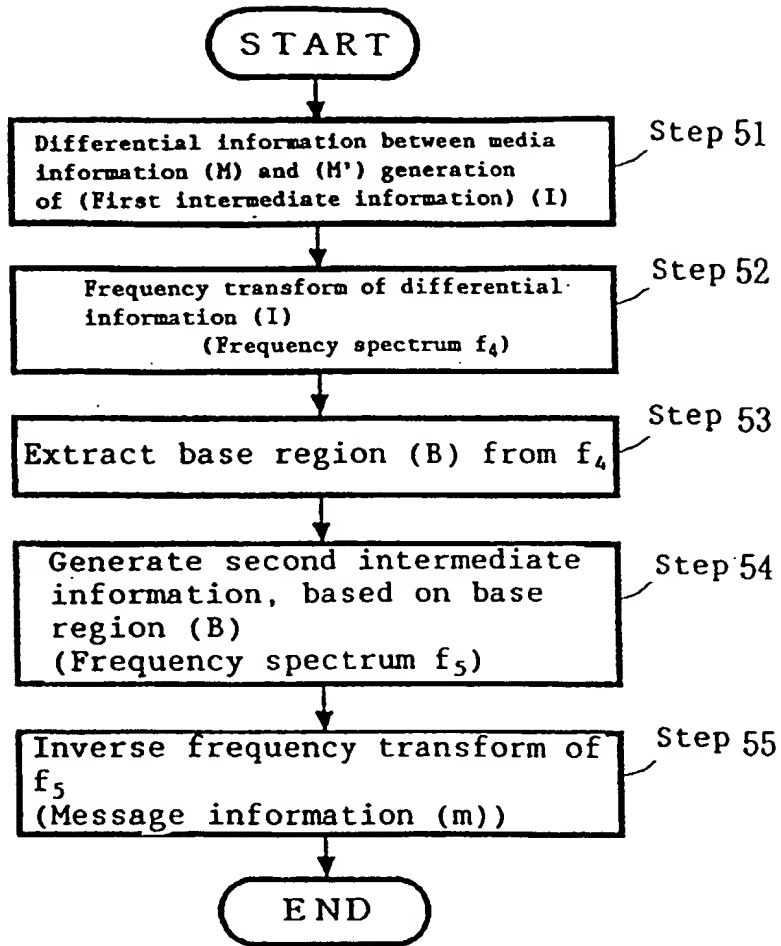 START
Differential information between media
information (M) and (M') generation
of (First intermediate information) (I)
Step 51
Frequency transform of differential
information (I)
(Frequency spectrum f₄)
Step 52
Extract base region (B) from f₄
Step 53
Generate second intermediate
information, based on base
region (B)
(Frequency spectrum f₅)
Step 54
Inverse frequency transform of
f₅
(Message information (m))
Step 55
END